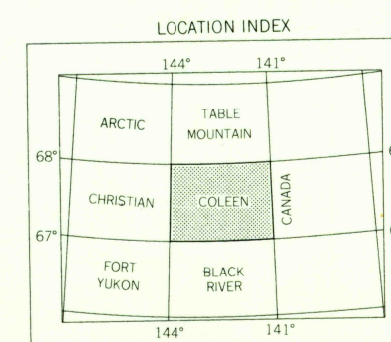 LOCATION INDEX
144° 141°
ARCTIC
TABLE
MOUNTAIN
68°
CHRISTIAN
COLEEN
CANADA
67°
FORT
YUKON
BLACK
RIVER
144° 141°